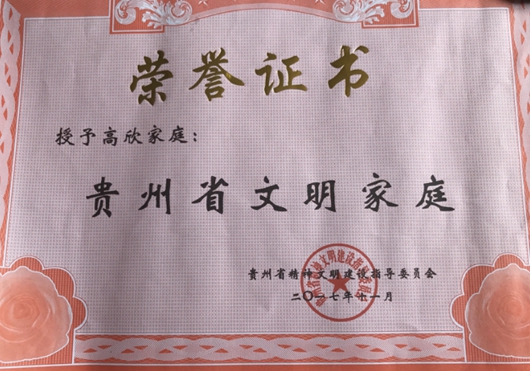 荣誉证书
授予高欣家庭：
贵州省文明家庭
贵州省精神文明建设指导委员会
二〇一七年十一月